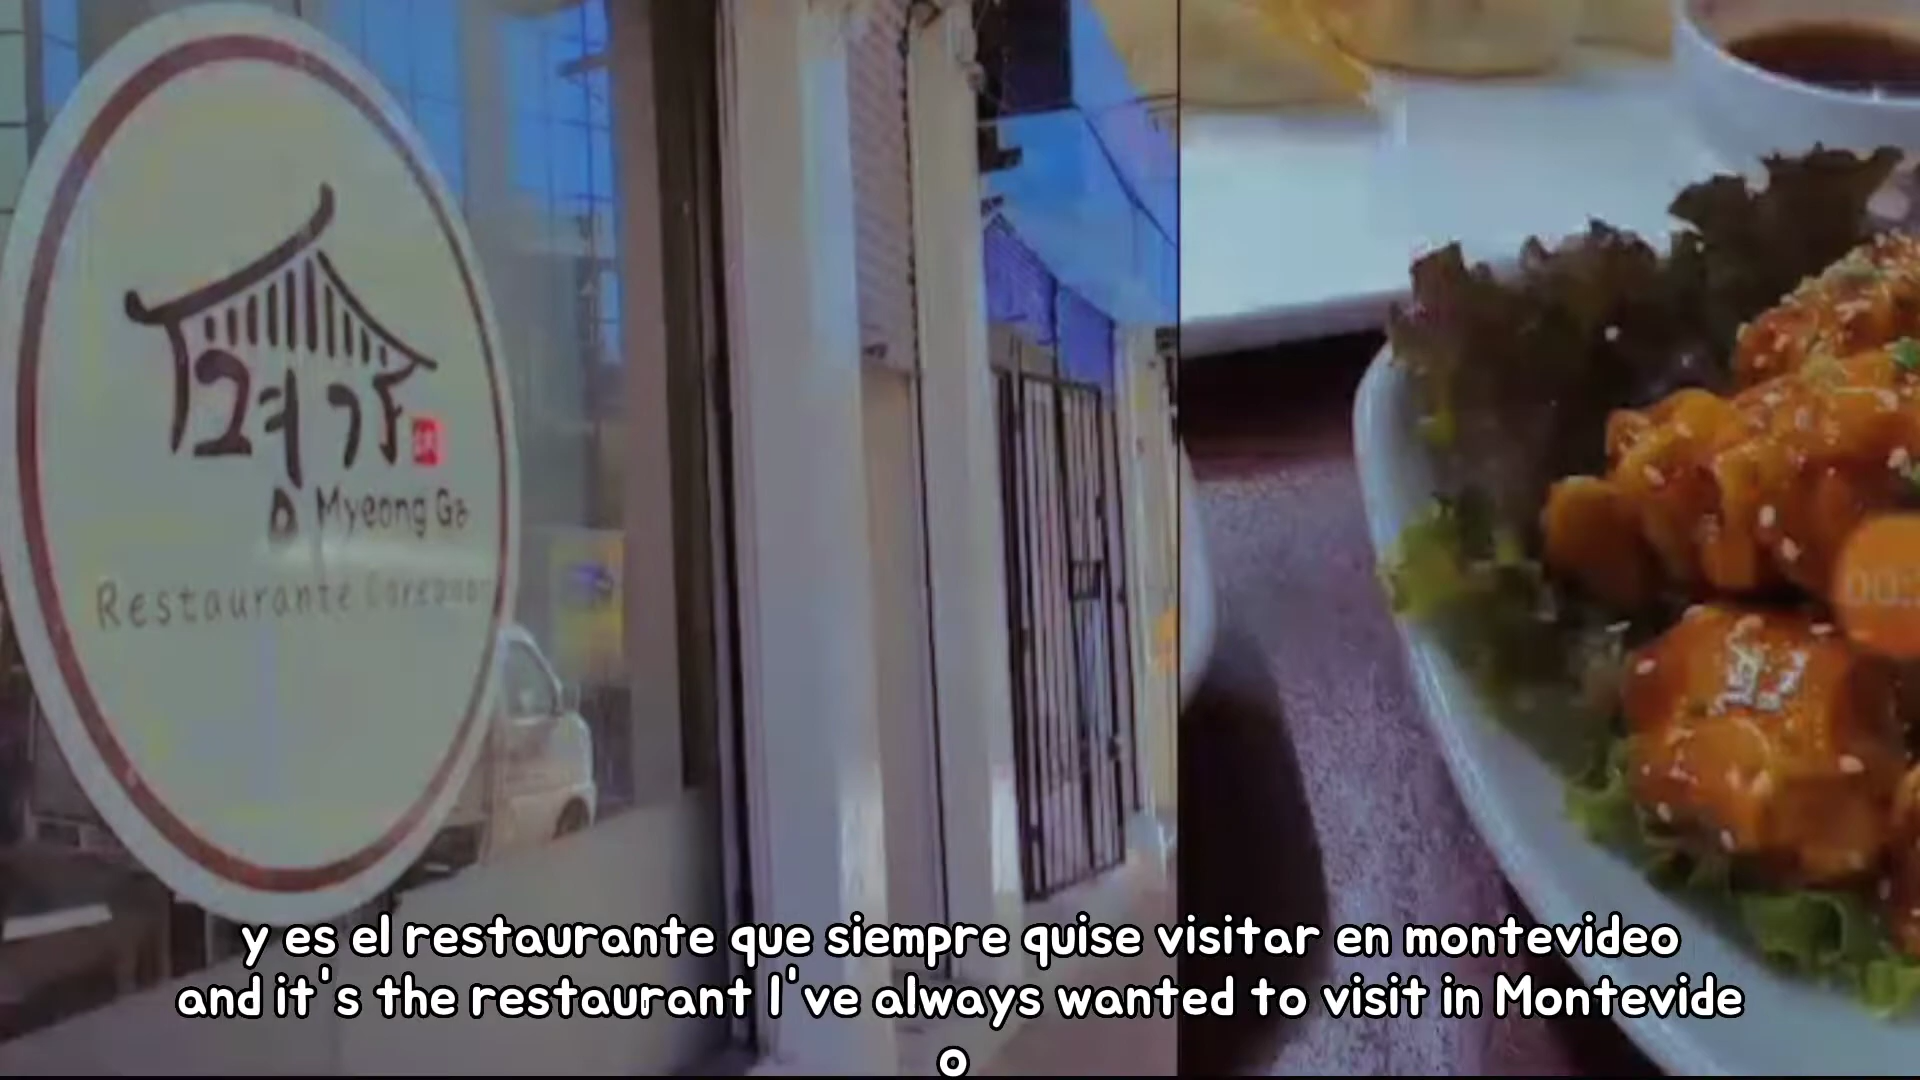 명가
Myeong Ga
Restaurante Coreano
y es el restaurante que siempre quise visitar en montevideo
and it's the restaurant I've always wanted to visit in Montevide
o